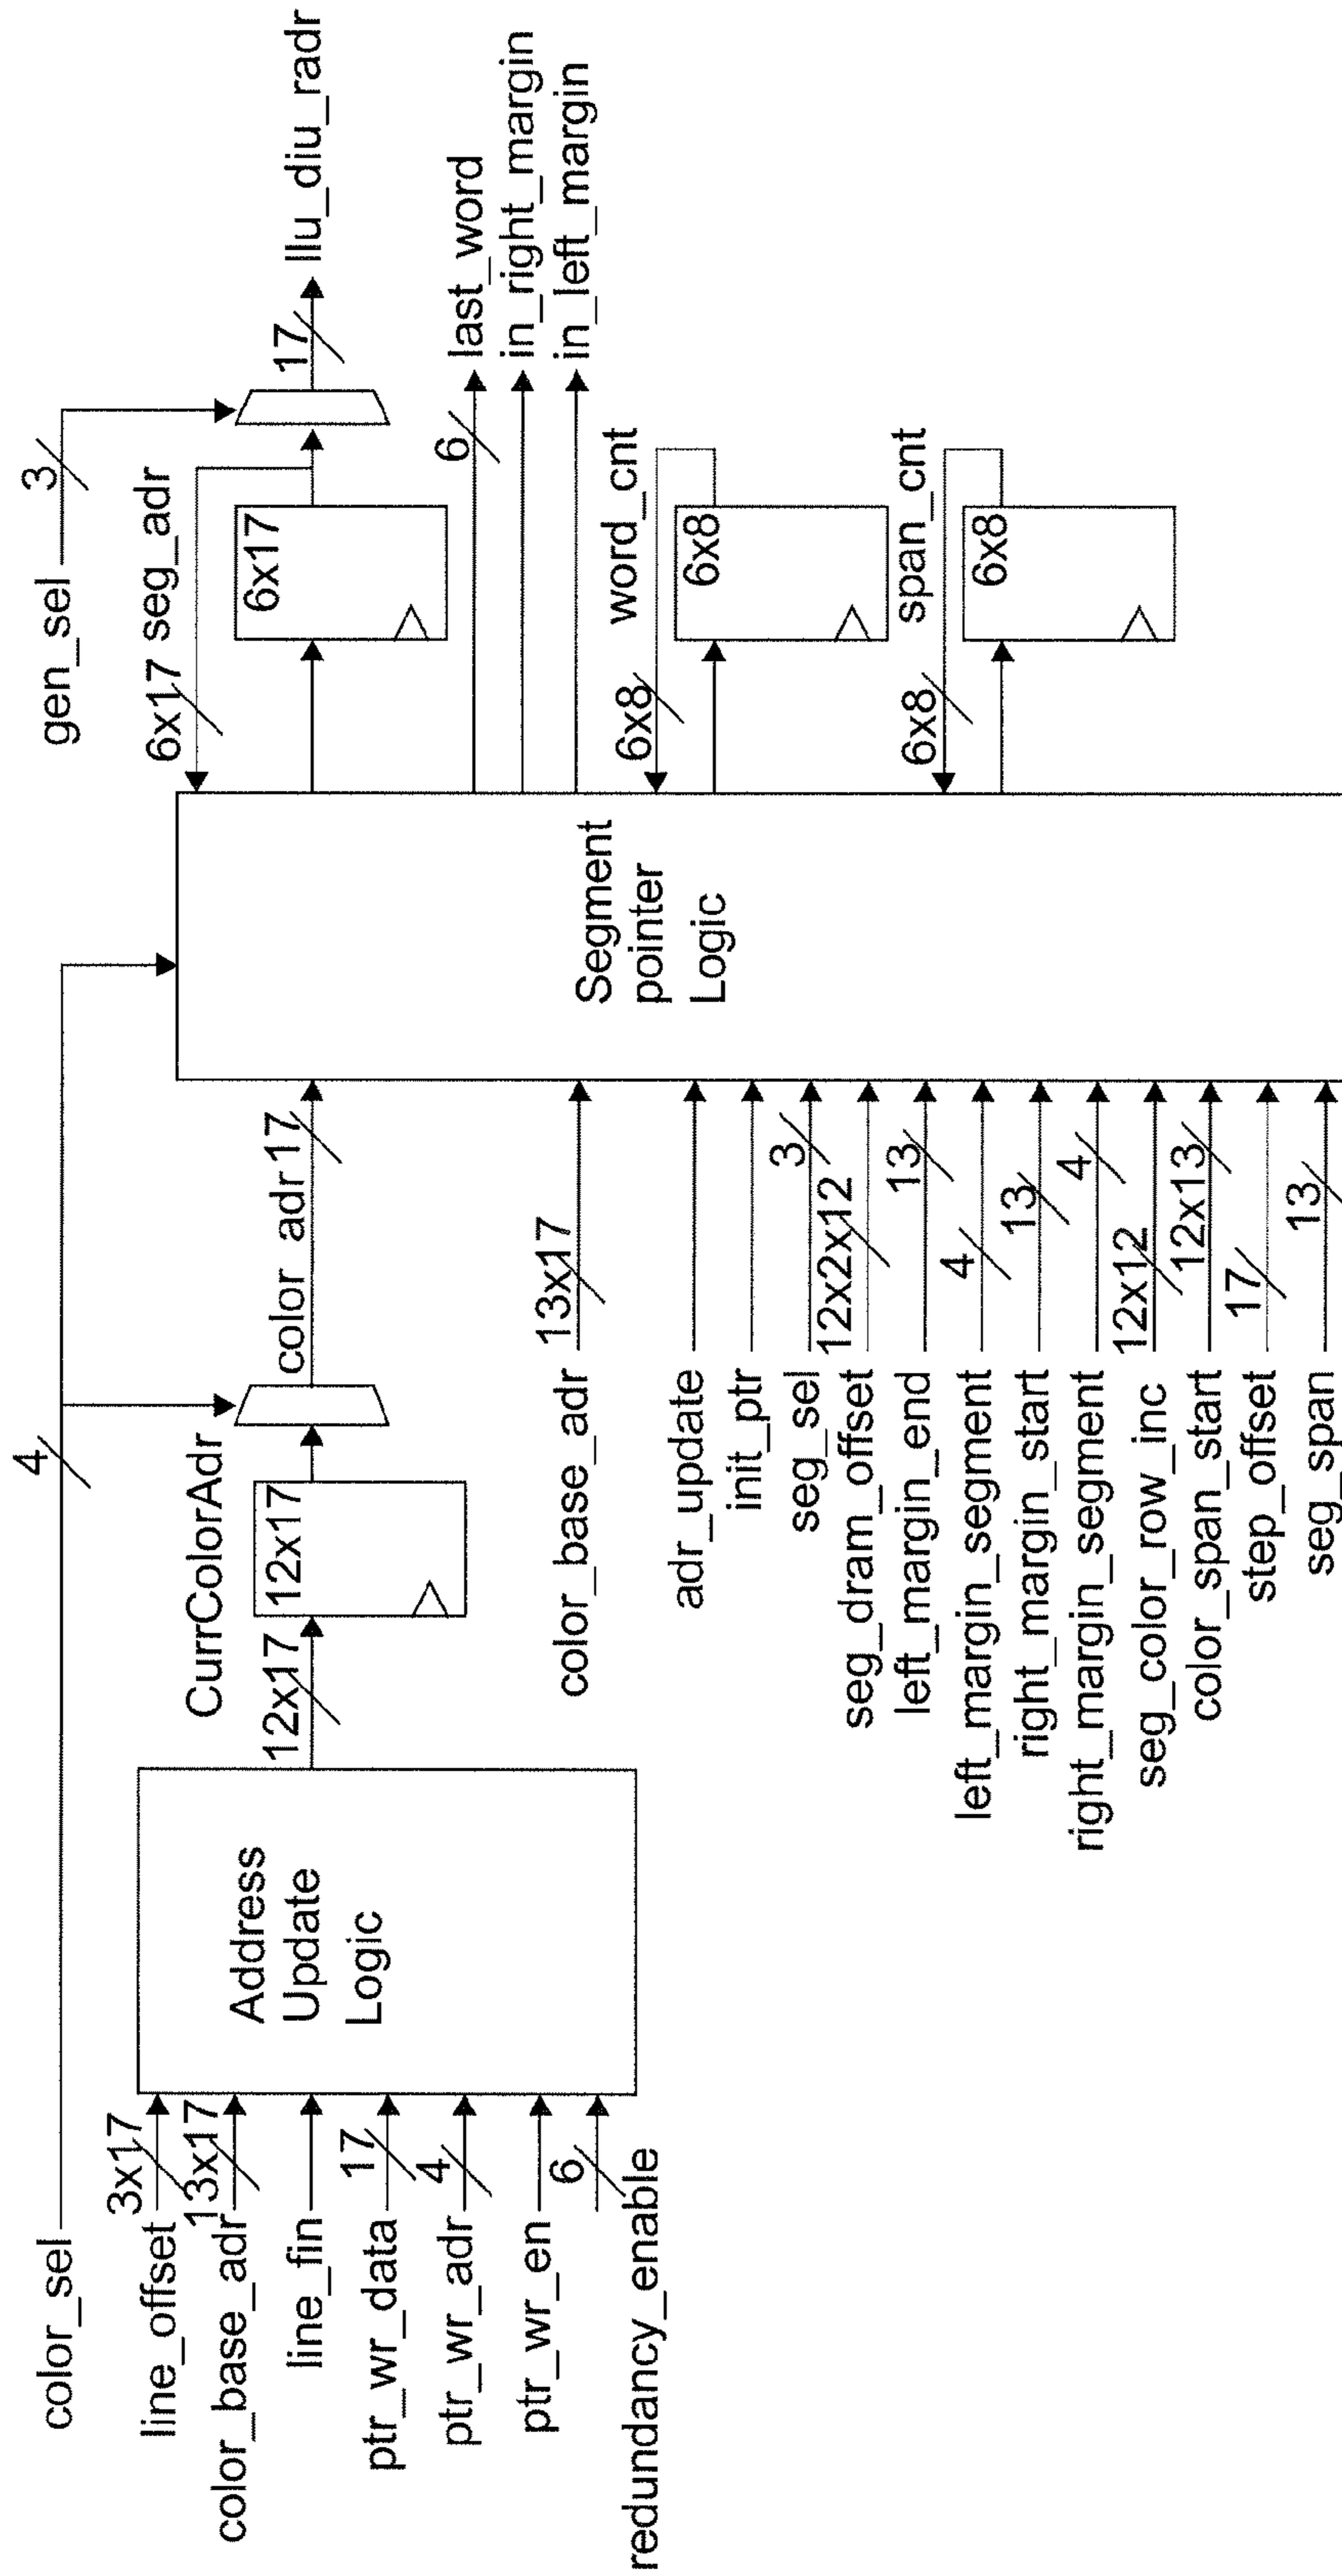 color_sel
4
line_offset
3x17
color_base_adr
13x17
line_fin
ptr_wr_data
17
ptr_wr_adr
4
ptr_wr_en
redundancy_enable
6
Address
Update
Logic
12x17
CurrColorAdr
12x17
color_adr
17
color_base_adr
13x17
adr_update
init_ptr
seg_sel
3
seg_dram_offset
12x2x12
left_margin_end
13
left_margin_segment
4
right_margin_start
13
right_margin_segment
4
seg_color_row_inc
12x12
color_span_start
12x13
step_offset
17
seg_span
13
Segment
pointer
Logic
gen_sel
3
6x17
seg_adr
6x17
17
llu_diu_radr
6
last_word
in_right_margin
in_left_margin
6x8
word_cnt
6x8
6x8
span_cnt
6x8